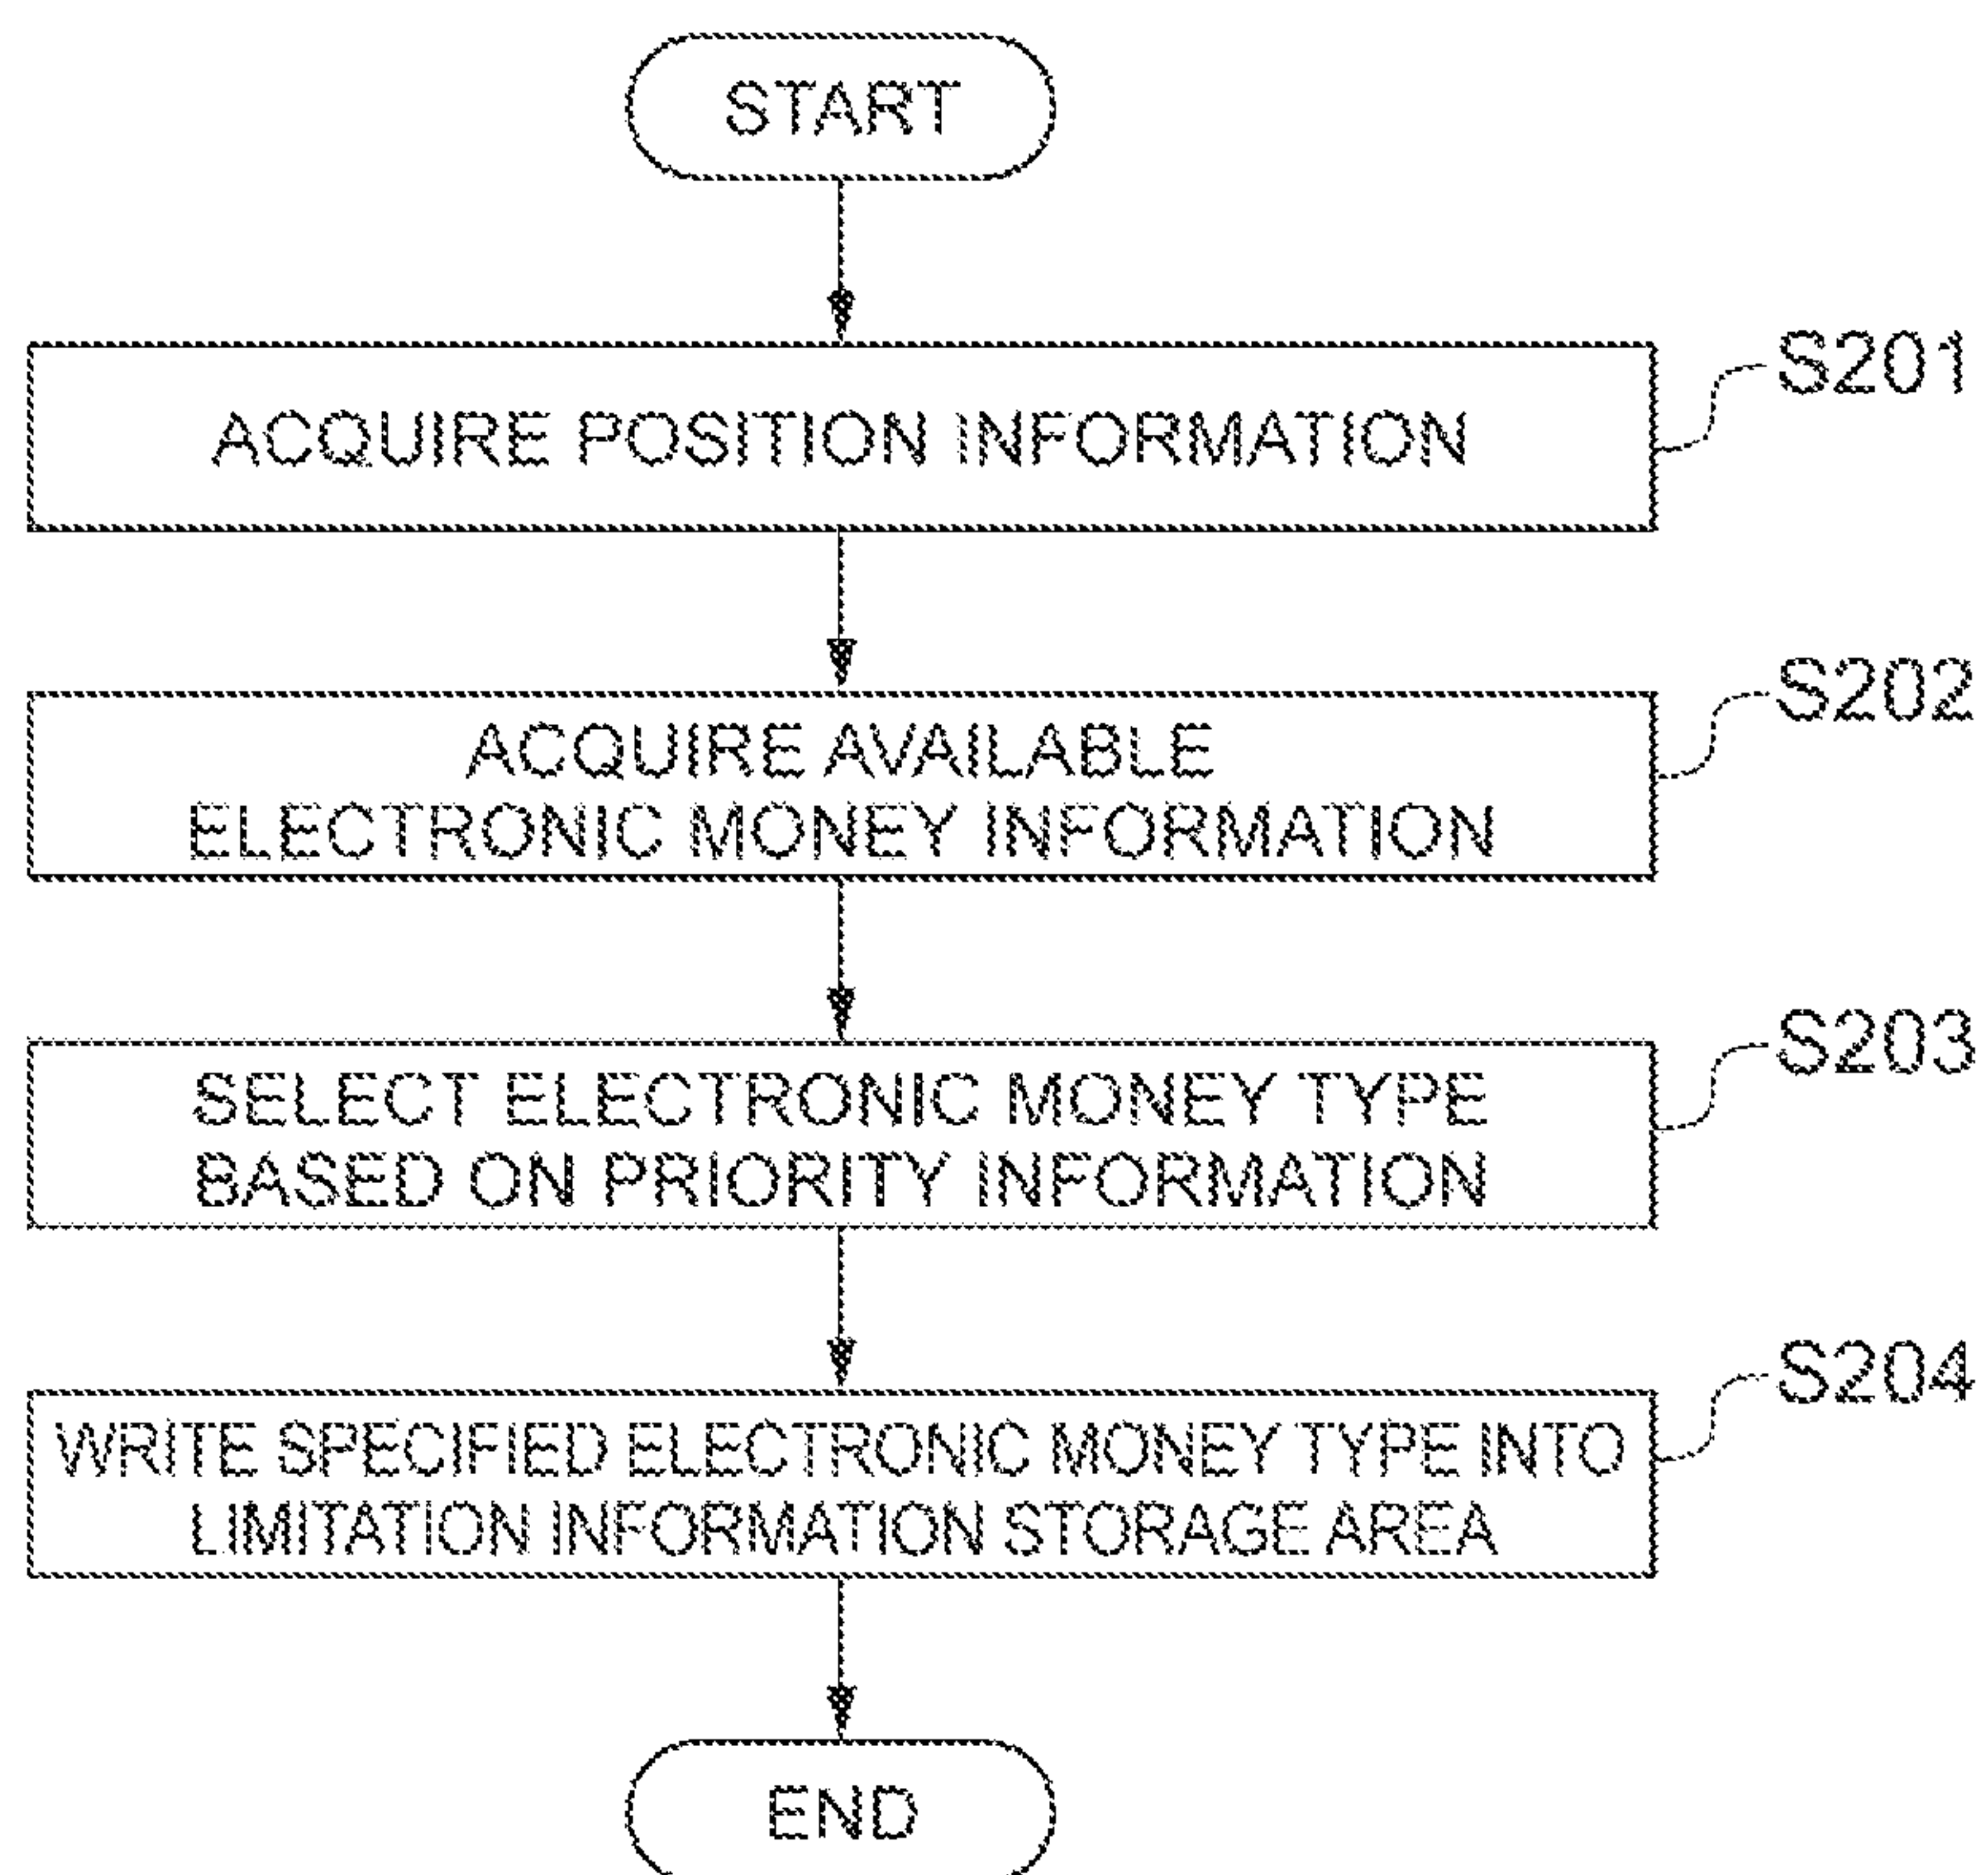 START
ACQUIRE POSITION INFORMATION
S201
ACQUIRE AVAILABLE
ELECTRONIC MONEY INFORMATION
S202
SELECT ELECTRONIC MONEY TYPE
BASED ON PRIORITY INFORMATION
S203
WRITE SPECIFIED ELECTRONIC MONEY TYPE INTO
LIMITATION INFORMATION STORAGE AREA
S204
END